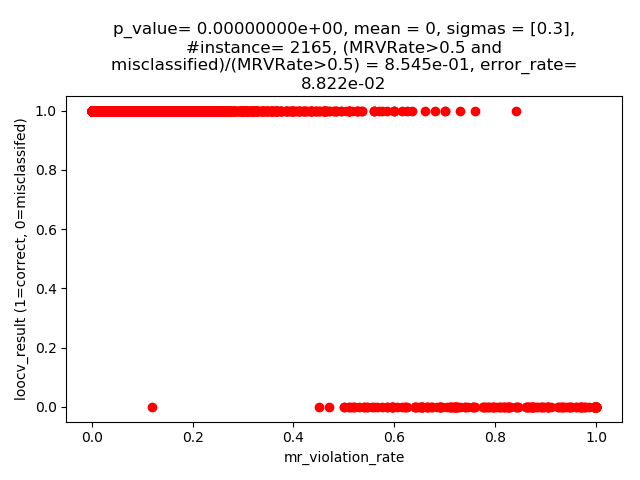 p_value= 0.00000000e+00, mean = 0, sigmas = [0.3],
#instance= 2165, (MRVRate>0.5 and
misclassified)/(MRVRate>0.5) = 8.545e-01, error_rate=
8.822e-02
1.0
0.8
0.6
0.4
0.2
0.0
loocv_result (1=correct, 0=misclassifed)
0.0 0.2 0.4 0.6 0.8 1.0
mr_violation_rate